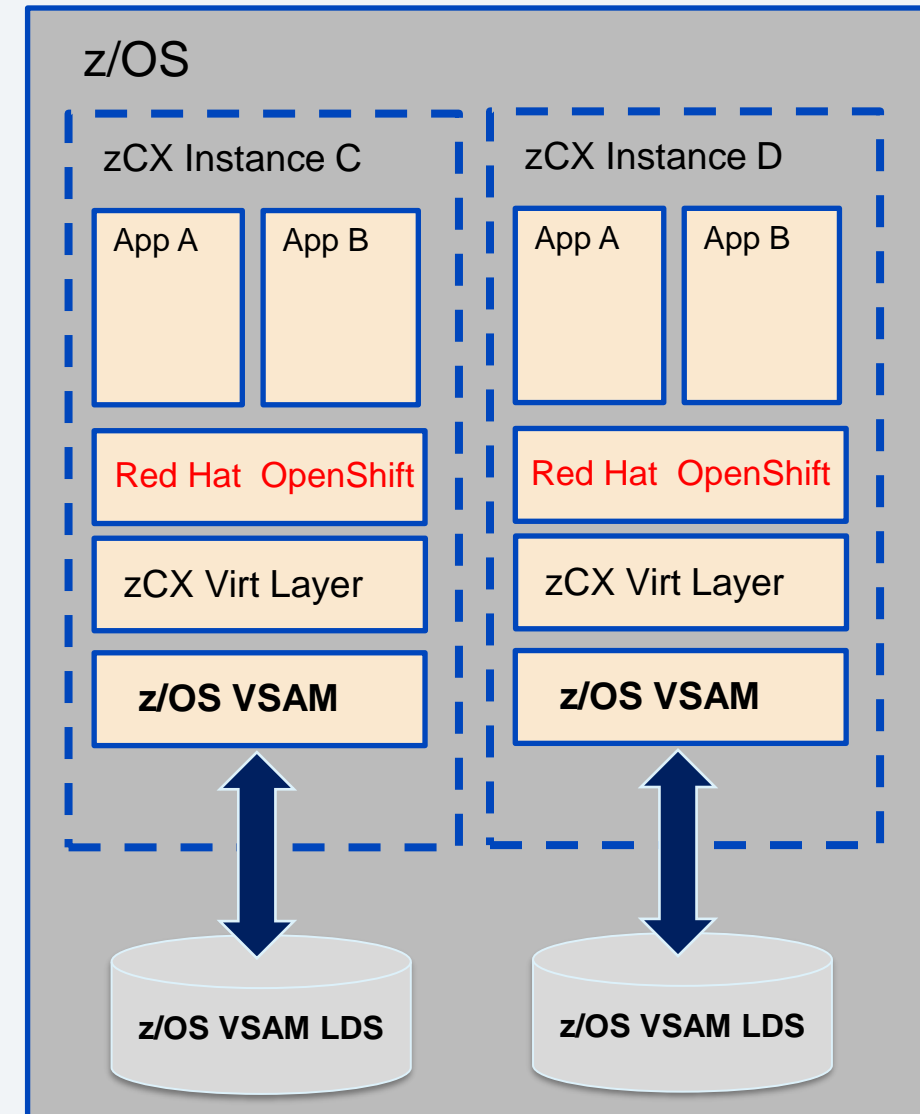 z/OS
zCX Instance C
App A
App B
Red Hat OpenShift
zCX Virt Layer
z/OS VSAM
z/OS VSAM LDS
zCX Instance D
App A
App B
Red Hat OpenShift
zCX Virt Layer
z/OS VSAM
z/OS VSAM LDS